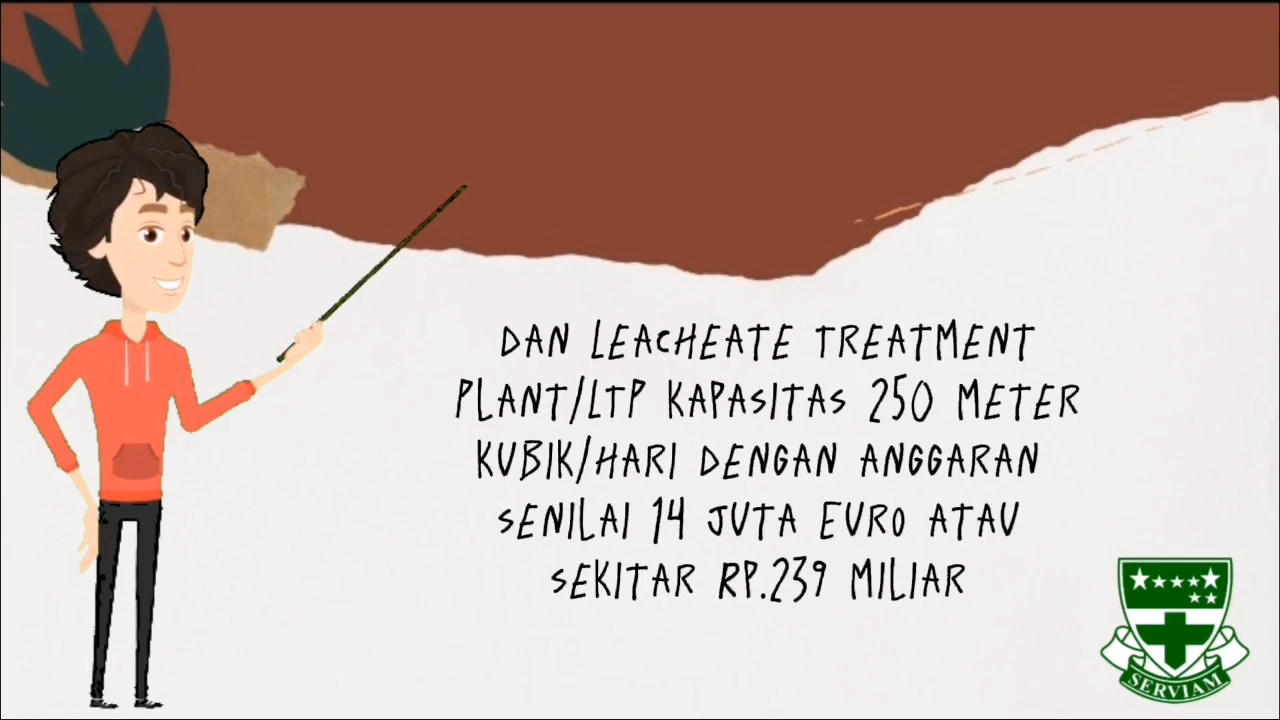 DAN LEACHEATE TREATMENT
PLANT/LTP KAPASITAS 250 METER
KUBIK/HARI DENGAN ANGGARAN
SENILAI 14 JUTA EURO ATAU
SEKITAR RP.239 MILIAR
SERVIAM